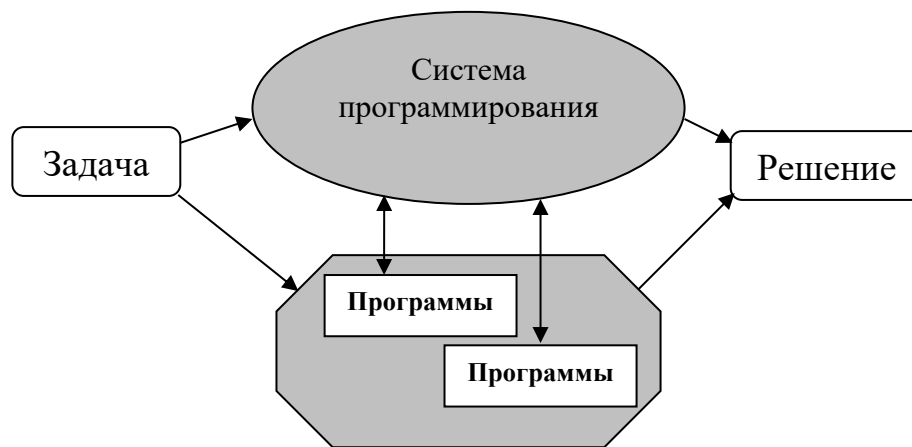 Система
программирования
Задача
Решение
Программы
Программы